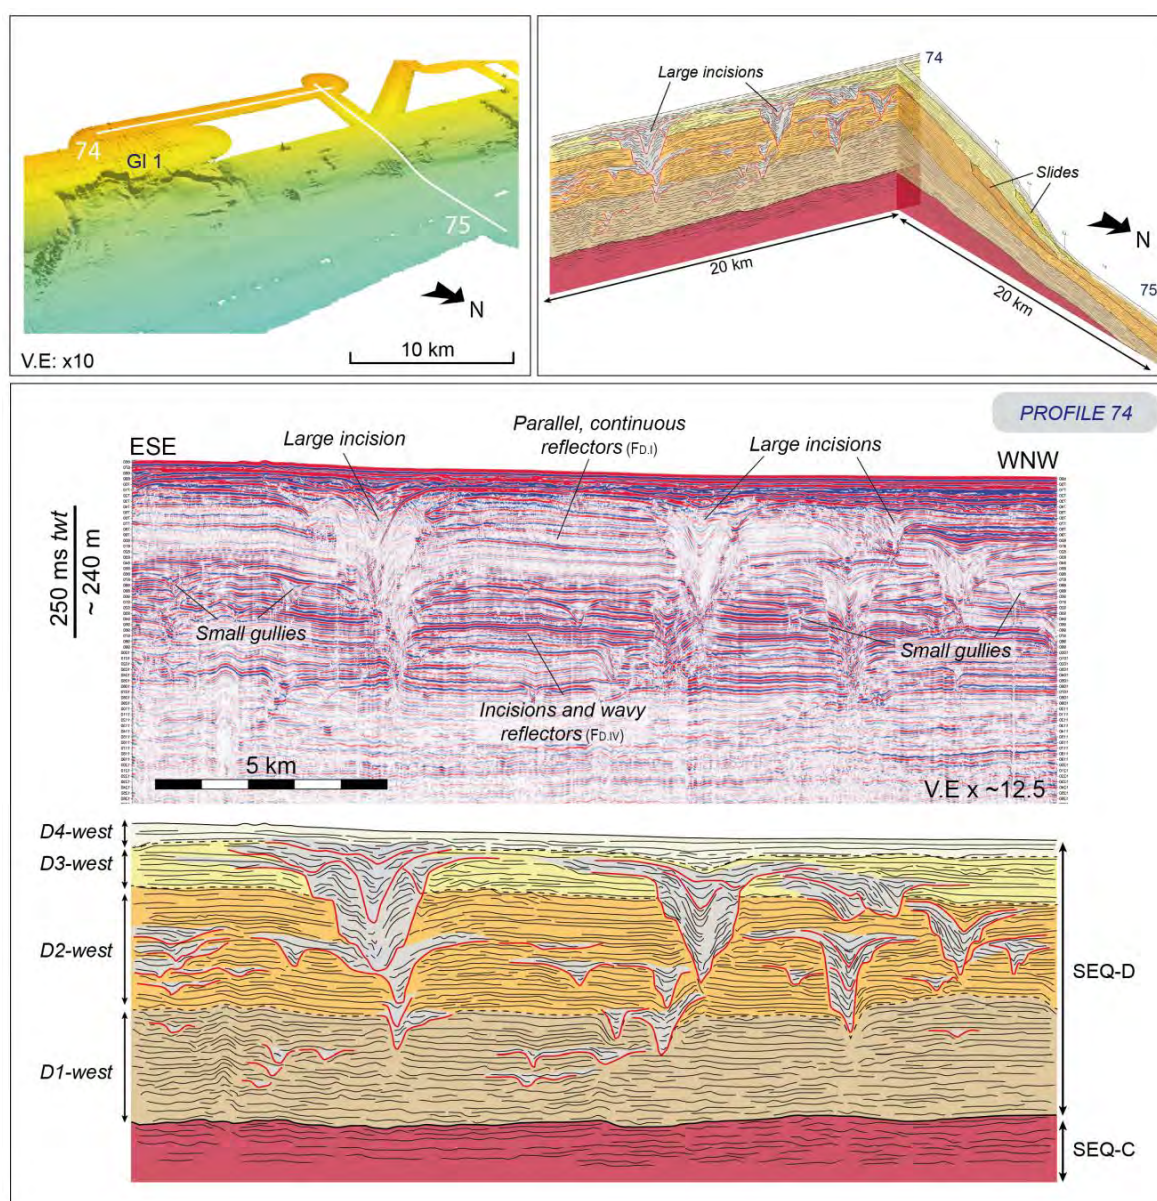 74
GI 1
75
N
V.E: x10
10 km
Large incisions
74
Slides
N
20 km
20 km
75
PROFILE 74
ESE
Large incision
Parallel, continuous
reflectors (FD.I)
Large incisions
WNW
250 ms twt
~ 240 m
Small gullies
Small gullies
Incisions and wavy
reflectors (FD.IV)
5 km
V.E x ~12.5
D4-west
D3-west
D2-west
D1-west
SEQ-D
SEQ-C